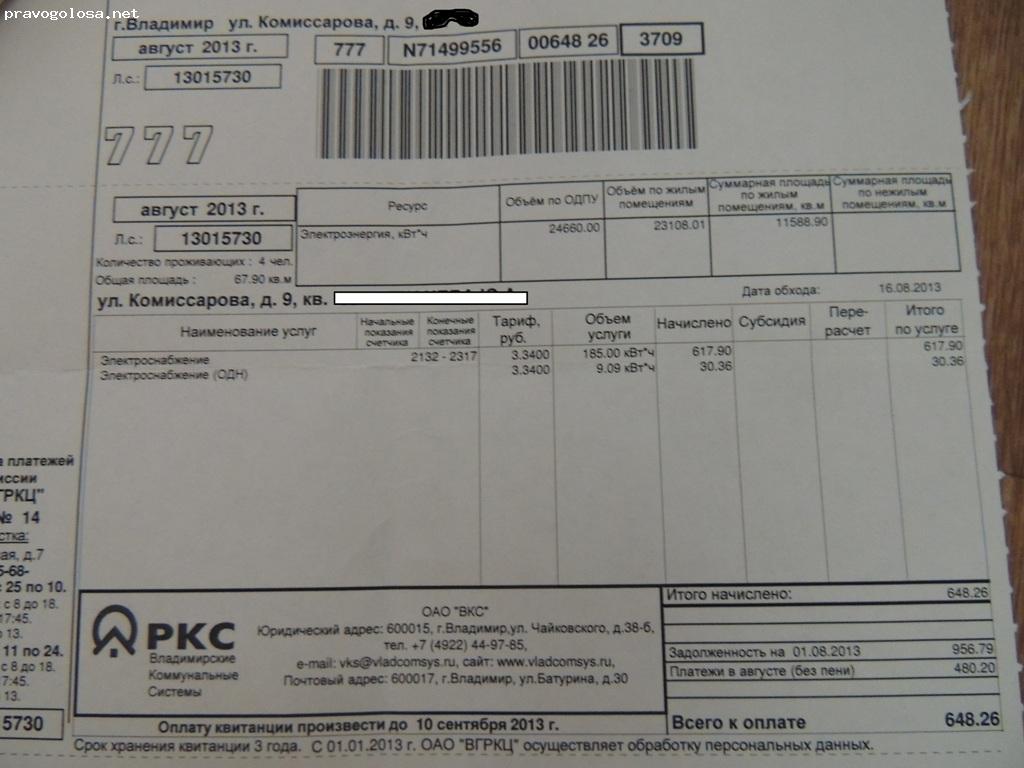 pravogolosa.net
г.Владимир ул. Комиссарова, д. 9,
август 2013 г. 777 N71499556 00648 26 3709
Л.с.: 13015730
777
август 2013 г.
Л.с.: 13015730
Количество проживающих : 4 чел.
Общая площадь : 67.90 кв.м
Ресурс Объём по ОДПУ Объём по жилым помещениям Суммарная площадь по жилым помещениям, кв.м Суммарная площадь по нежилым помещениям, кв.м
Электроэнергия, кВт*ч 24660.00 23108.01 11588.90
ул. Комиссарова, д. 9, кв.
Дата обхода: 16.08.2013
Наименование услуг Начальные показания счетчика Конечные показания счетчика Тариф, руб. Объем услуги Начислено Субсидия Пере-расчет Итого по услуге
Электроснабжение 2132 - 2317 3.3400 185.00 кВт*ч 617.90 617.90
Электроснабжение (ОДН) 3.3400 9.09 кВт*ч 30.36 30.36
а платежей
иссии
ГРКЦ"
№ 14
стка:
ая, д.7
5-68-
с 25 по 10.
с 8 до 18.
17:45.
о 13.
11 по 24.
с 8 до 18.
17:45.
13.
5730
РКС
Владимирские
Коммунальные
Системы
ОАО "ВКС"
Юридический адрес: 600015, г.Владимир,ул. Чайковского, д.38-б,
тел. +7 (4922) 44-97-85,
e-mail: vks@vladcomsys.ru, сайт: www.vladcomsys.ru,
Почтовый адрес: 600017, г.Владимир, ул.Батурина, д.30
Итого начислено: 648.26
Задолженность на 01.08.2013 956.79
Платежи в августе (без пени) 480.20
Всего к оплате 648.26
Оплату квитанции произвести до 10 сентября 2013 г.
Срок хранения квитанции 3 года. С 01.01.2013 г. ОАО "ВГРКЦ" осуществляет обработку персональных данных.